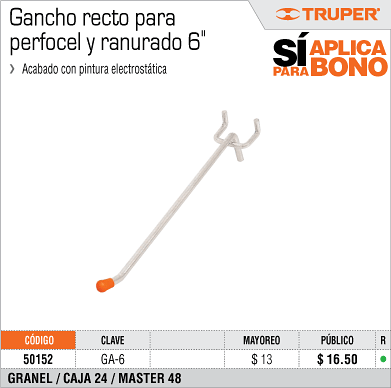 Gancho recto para
perfocel y ranurado 6"
❯ Acabado con pintura electrostática
TRUPER®
SÍ APLICA
PARA BONO
CÓDIGO CLAVE MAYOREO PÚBLICO R
50152 GA-6 $ 13 $ 16.50 ●
GRANEL / CAJA 24 / MASTER 48